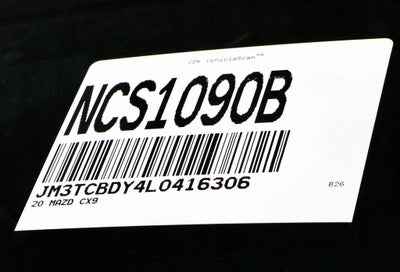 CDK VehicleScan™
NCS1090B
JM3TCBDY4L0416306
20 MAZD CX9
B26